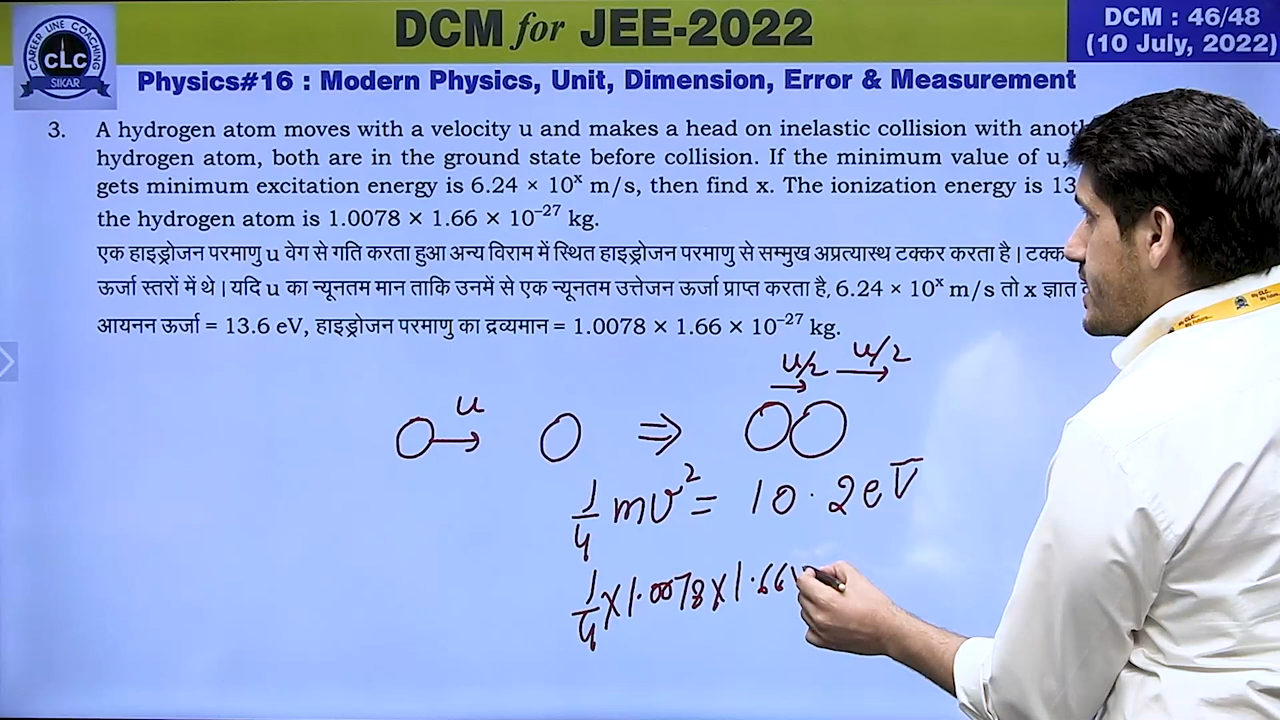 DCM for JEE-2022
DCM : 46/48
(10 July, 2022)
CAREER LINE COACHING
CLC
SIKAR
Physics#16 : Modern Physics, Unit, Dimension, Error & Measurement
3. A hydrogen atom moves with a velocity u and makes a head on inelastic collision with
hydrogen atom, both are in the ground state before collision. If the minimum value of u,
gets minimum excitation energy is 6.24 × 10^x m/s, then find x. The ionization energy is 13
the hydrogen atom is 1.0078 × 1.66 × 10^–27 kg.
एक हाइड्रोजन परमाणु u वेग से गति करता हुआ अन्य विराम में स्थित हाइड्रोजन परमाणु से सम्मुख अप्रत्यास्थ टक्कर करता है।
ऊर्जा स्तरों में थे। यदि u का न्यूनतम मान ताकि उनमें से एक न्यूनतम उत्तेजन ऊर्जा प्राप्त करता है, 6.24 × 10^x m/s तो x ज्ञात
आयनन ऊर्जा = 13.6 eV, हाइड्रोजन परमाणु का द्रव्यमान = 1.0078 × 1.66 × 10^–27 kg.
u/2 u/2
u ⇒
1/4 mv^2 = 10.2eV
1/4 × 1.0078 × 1.66